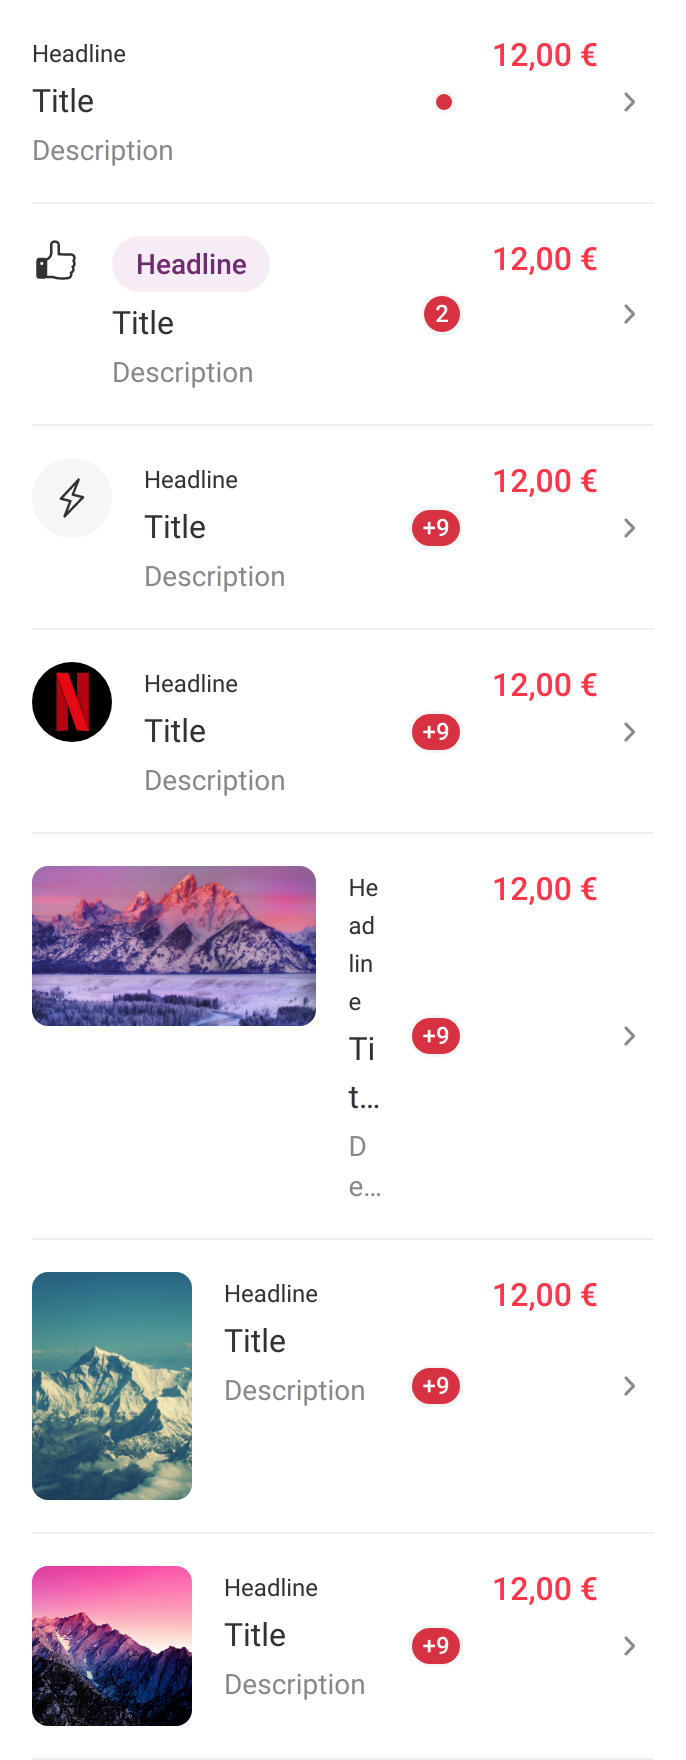 Headline
12,00 €
Title
Description
Headline
12,00 €
Title
2
Description
Headline
12,00 €
Title
+9
Description
N
Headline
12,00 €
Title
+9
Description
He
12,00 €
ad
lin
e
Ti
+9
t...
D
e...
Headline
12,00 €
Title
Description
+9
Headline
12,00 €
Title
+9
Description